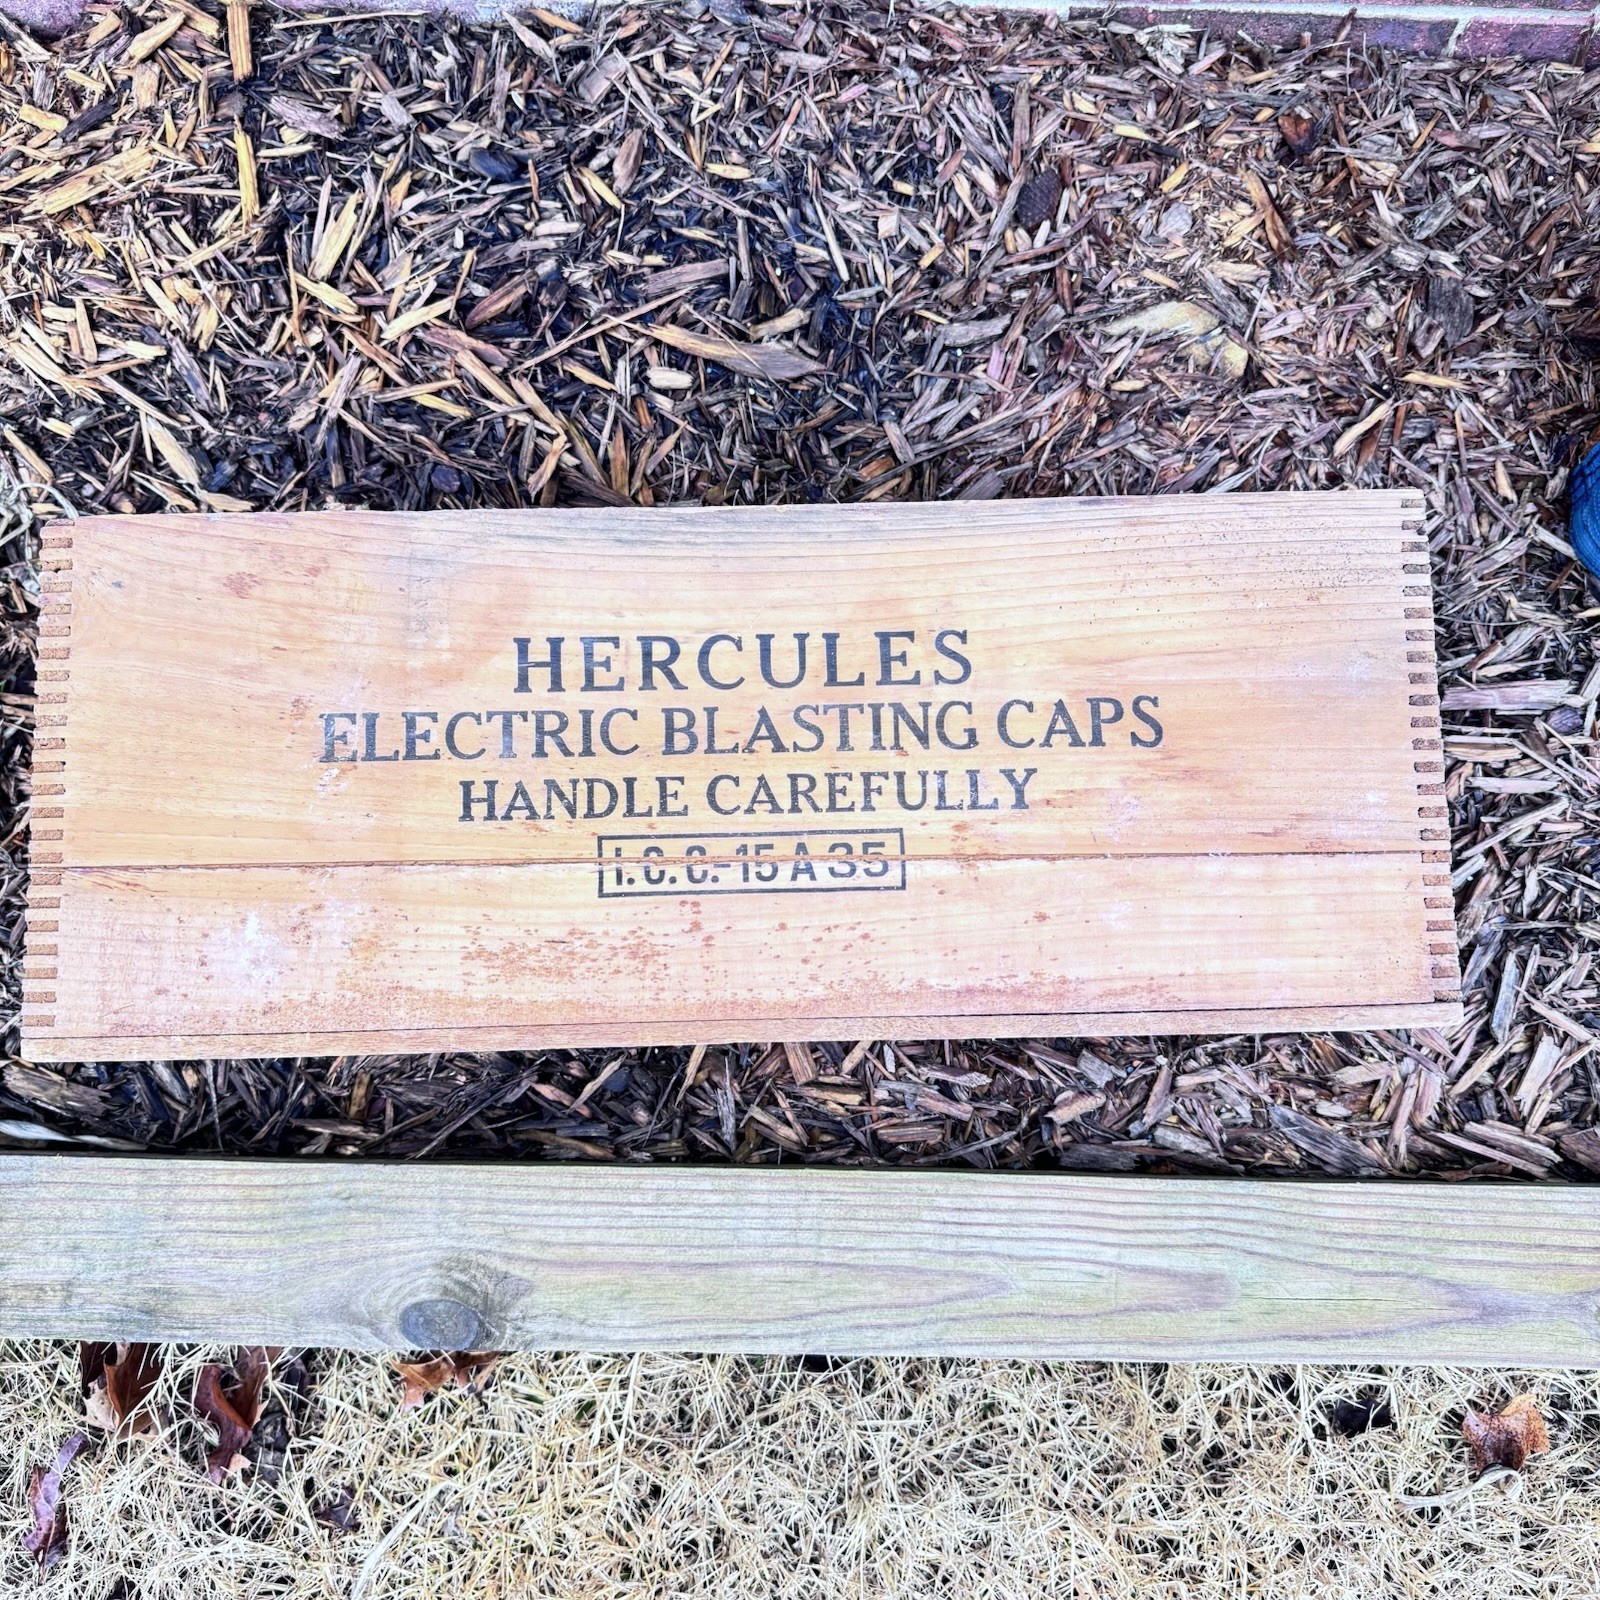 HERCULES
ELECTRIC BLASTING CAPS
HANDLE CAREFULLY
I.C.C.-15 A 35